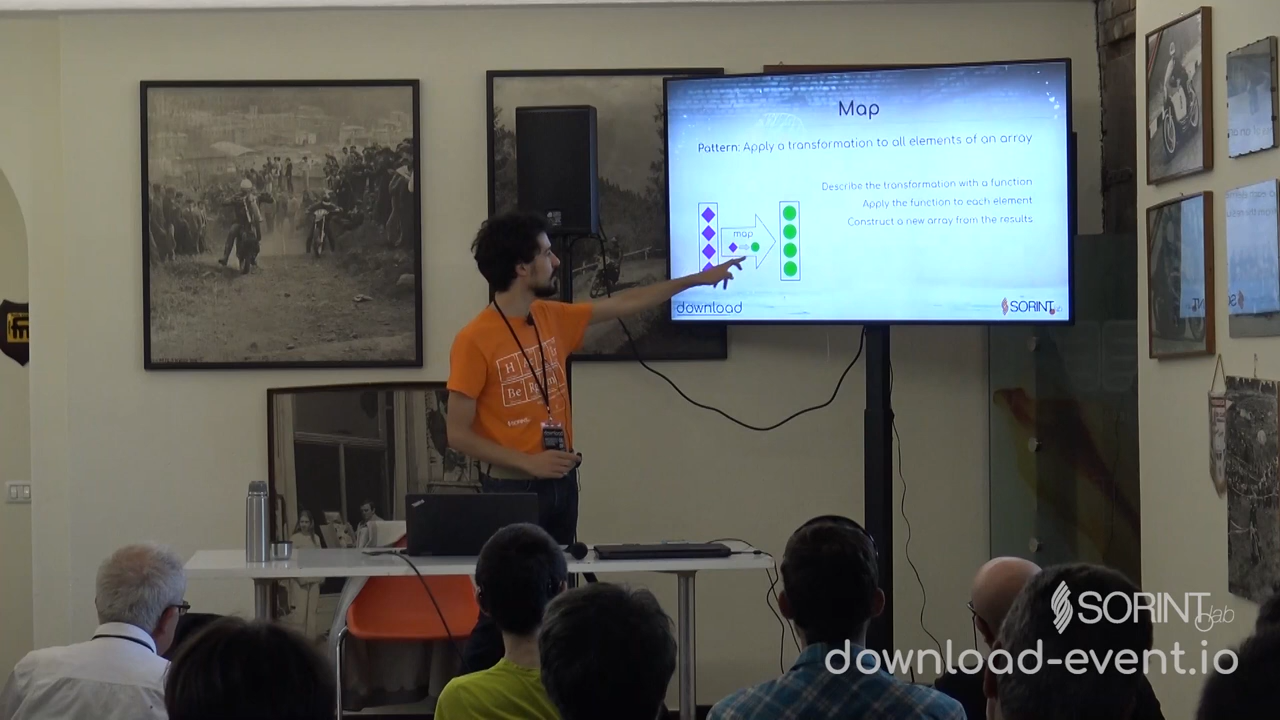 Map
Pattern: Apply a transformation to all elements of an array
Describe the transformation with a function
Apply the function to each element
Construct a new array from the results
map
download
SORINT
H
Be
SORINT lab
download-event.io